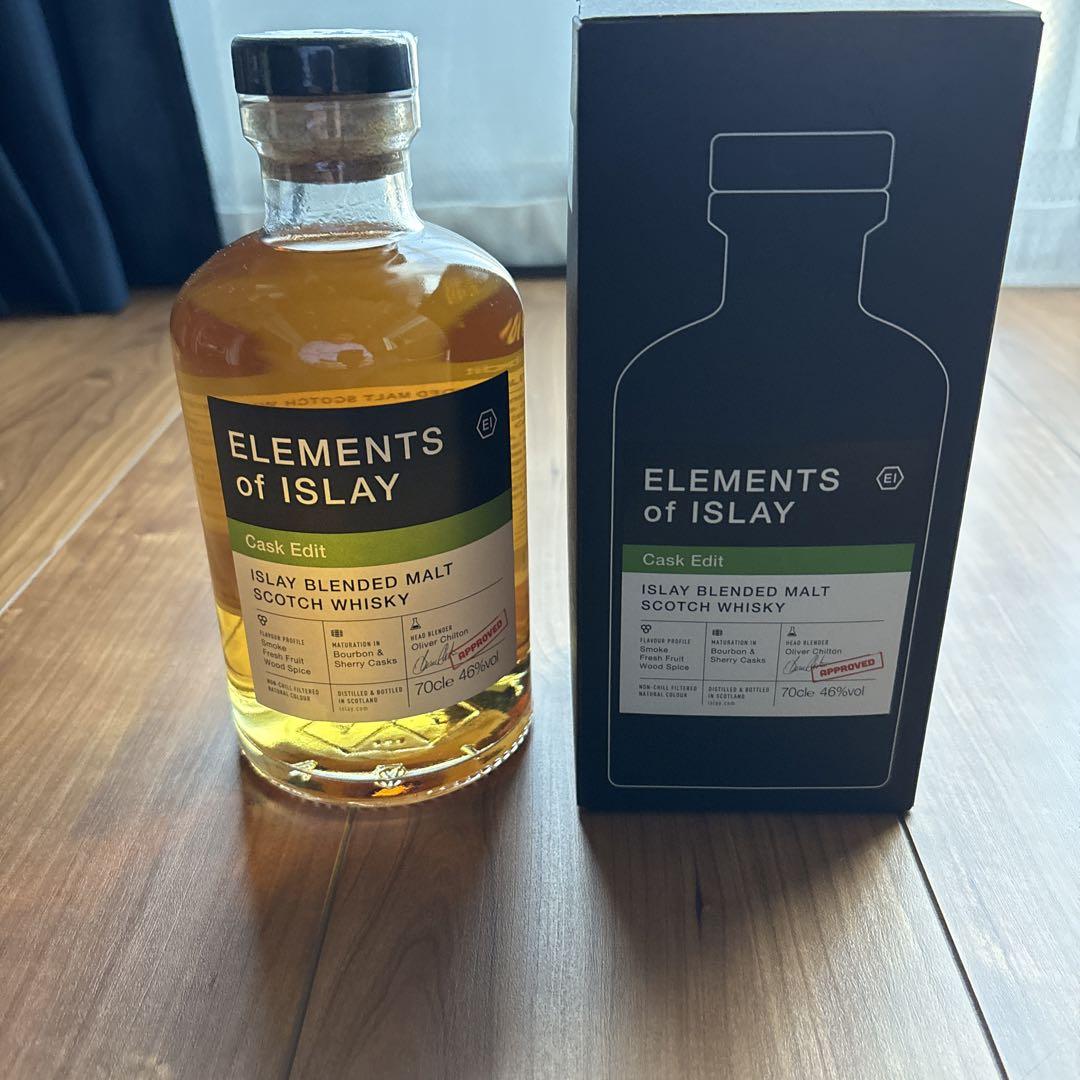 ELEMENTS
of ISLAY
EI
Cask Edit
ISLAY BLENDED MALT
SCOTCH WHISKY
FLAVOUR PROFILE
Smoke
Fresh Fruit
Wood Spice
MATURATION IN
Bourbon &
Sherry Casks
HEAD BLENDER
Oliver Chilton
APPROVED
NON-CHILL FILTERED
NATURAL COLOUR
DISTILLED & BOTTLED
IN SCOTLAND
islay.com
70cle 46%vol
ELEMENTS
of ISLAY
EI
Cask Edit
ISLAY BLENDED MALT
SCOTCH WHISKY
FLAVOUR PROFILE
Smoke
Fresh Fruit
Wood Spice
MATURATION IN
Bourbon &
Sherry Casks
HEAD BLENDER
Oliver Chilton
APPROVED
NON-CHILL FILTERED
NATURAL COLOUR
DISTILLED & BOTTLED
IN SCOTLAND
islay.com
70cle 46%vol